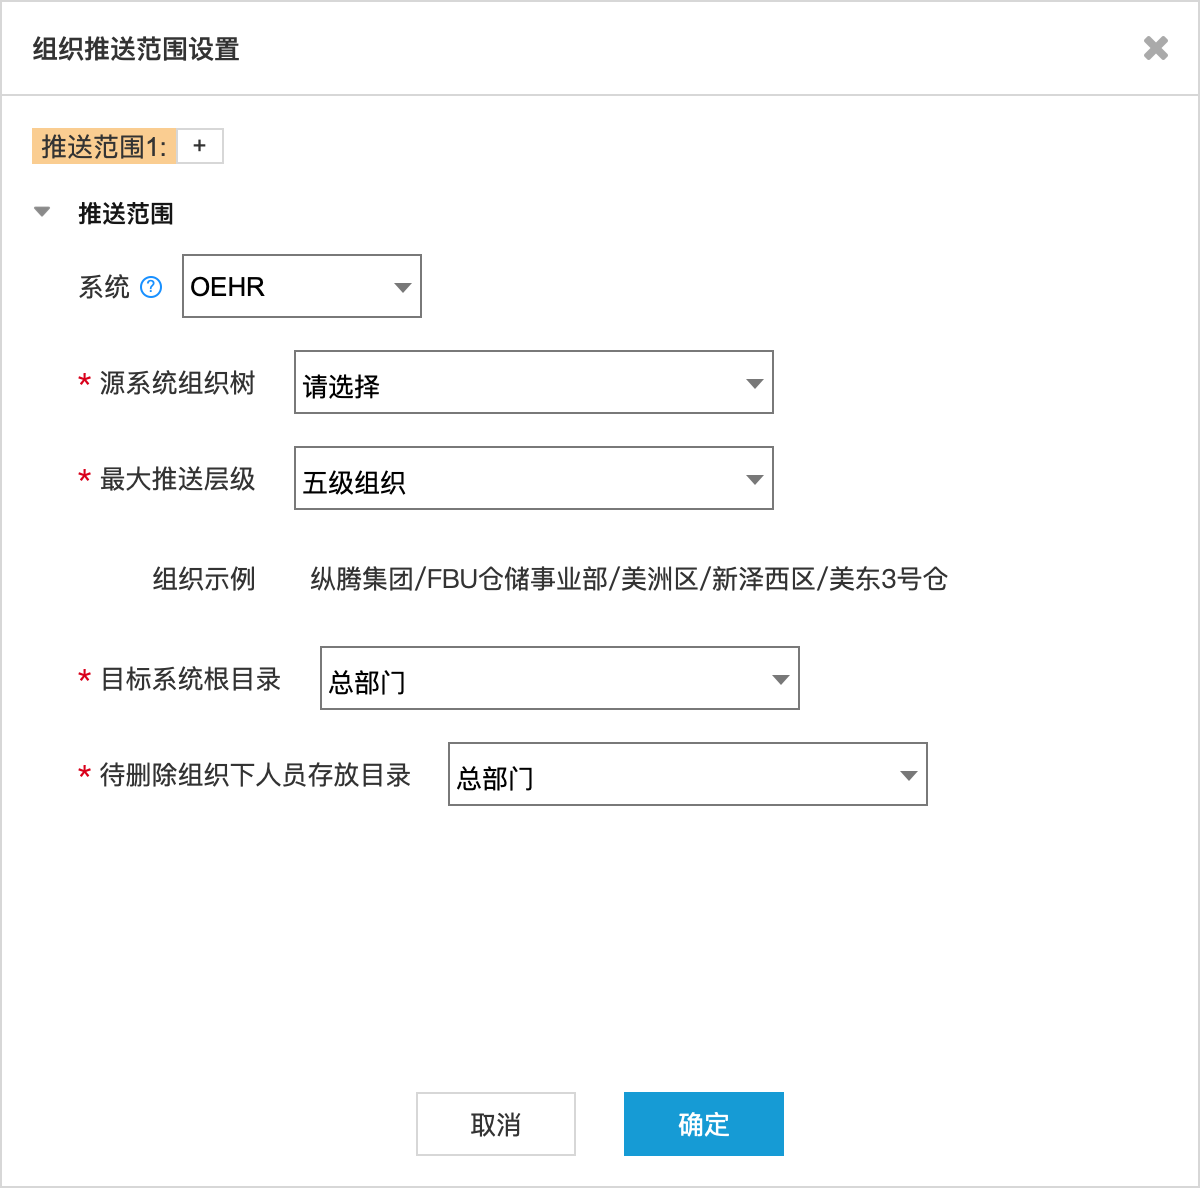 组织推送范围设置
推送范围1: +
推送范围
系统 ? OEHR
* 源系统组织树 请选择
* 最大推送层级 五级组织
组织示例 纵腾集团/FBU仓储事业部/美洲区/新泽西区/美东3号仓
* 目标系统根目录 总部门
* 待删除组织下人员存放目录 总部门
取消 确定